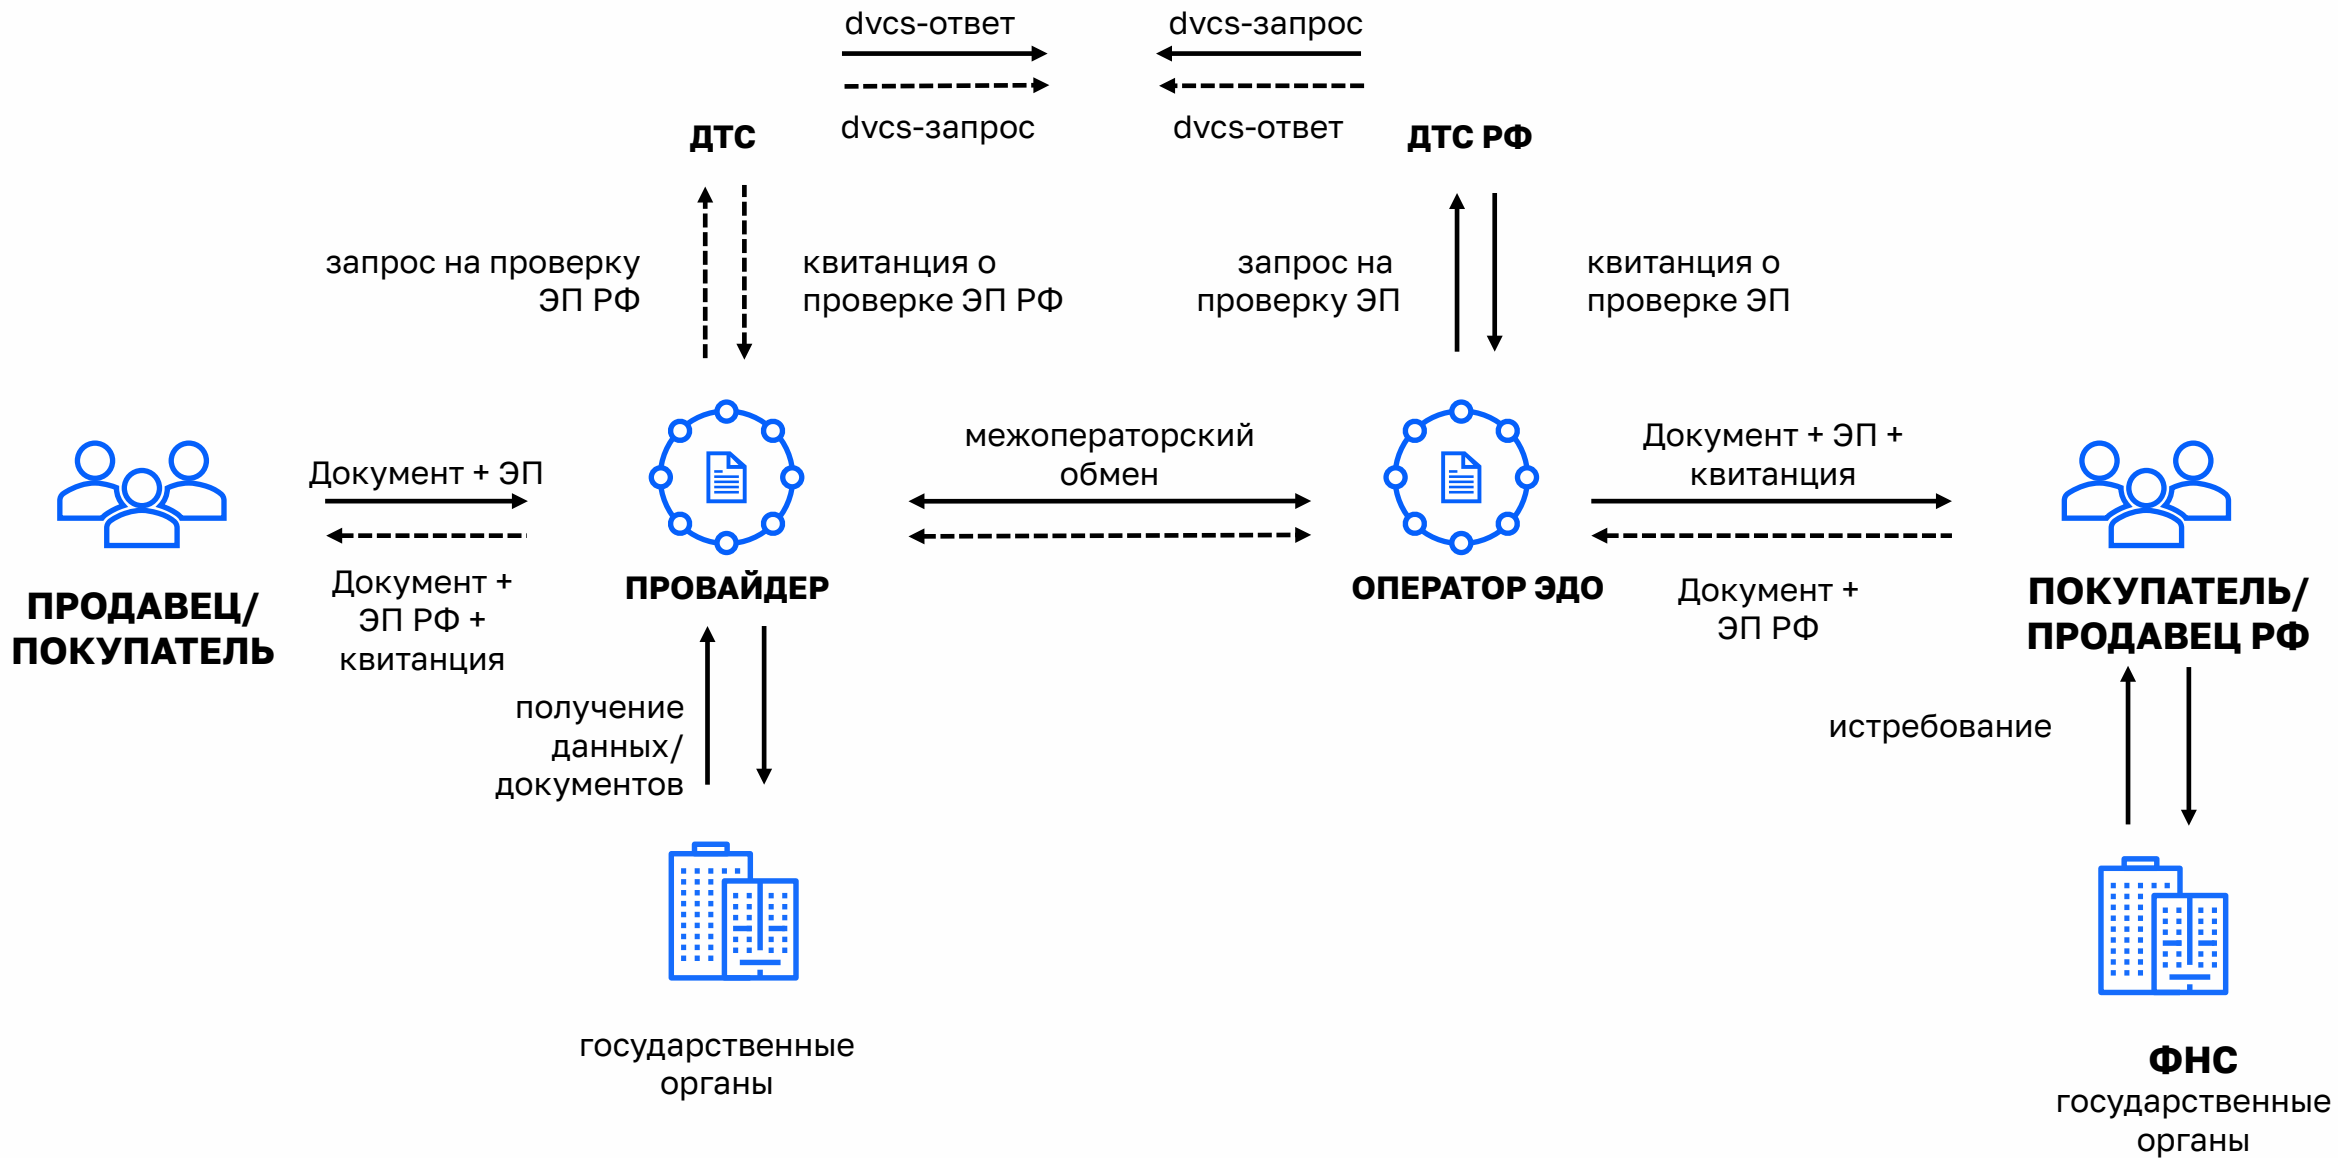 dvcs-ответ
dvcs-запрос
dvcs-запрос
dvcs-ответ
ДТС
ДТС РФ
запрос на проверку
ЭП РФ
квитанция о
проверке ЭП РФ
запрос на
проверку ЭП
квитанция о
проверке ЭП
Документ + ЭП
межоператорский
обмен
Документ + ЭП +
квитанция
ПРОДАВЕЦ/
ПОКУПАТЕЛЬ
Документ +
ЭП РФ +
квитанция
ПРОВАЙДЕР
ОПЕРАТОР ЭДО
Документ +
ЭП РФ
ПОКУПАТЕЛЬ/
ПРОДАВЕЦ РФ
получение
данных/
документов
истребование
государственные
органы
ФНС
государственные
органы